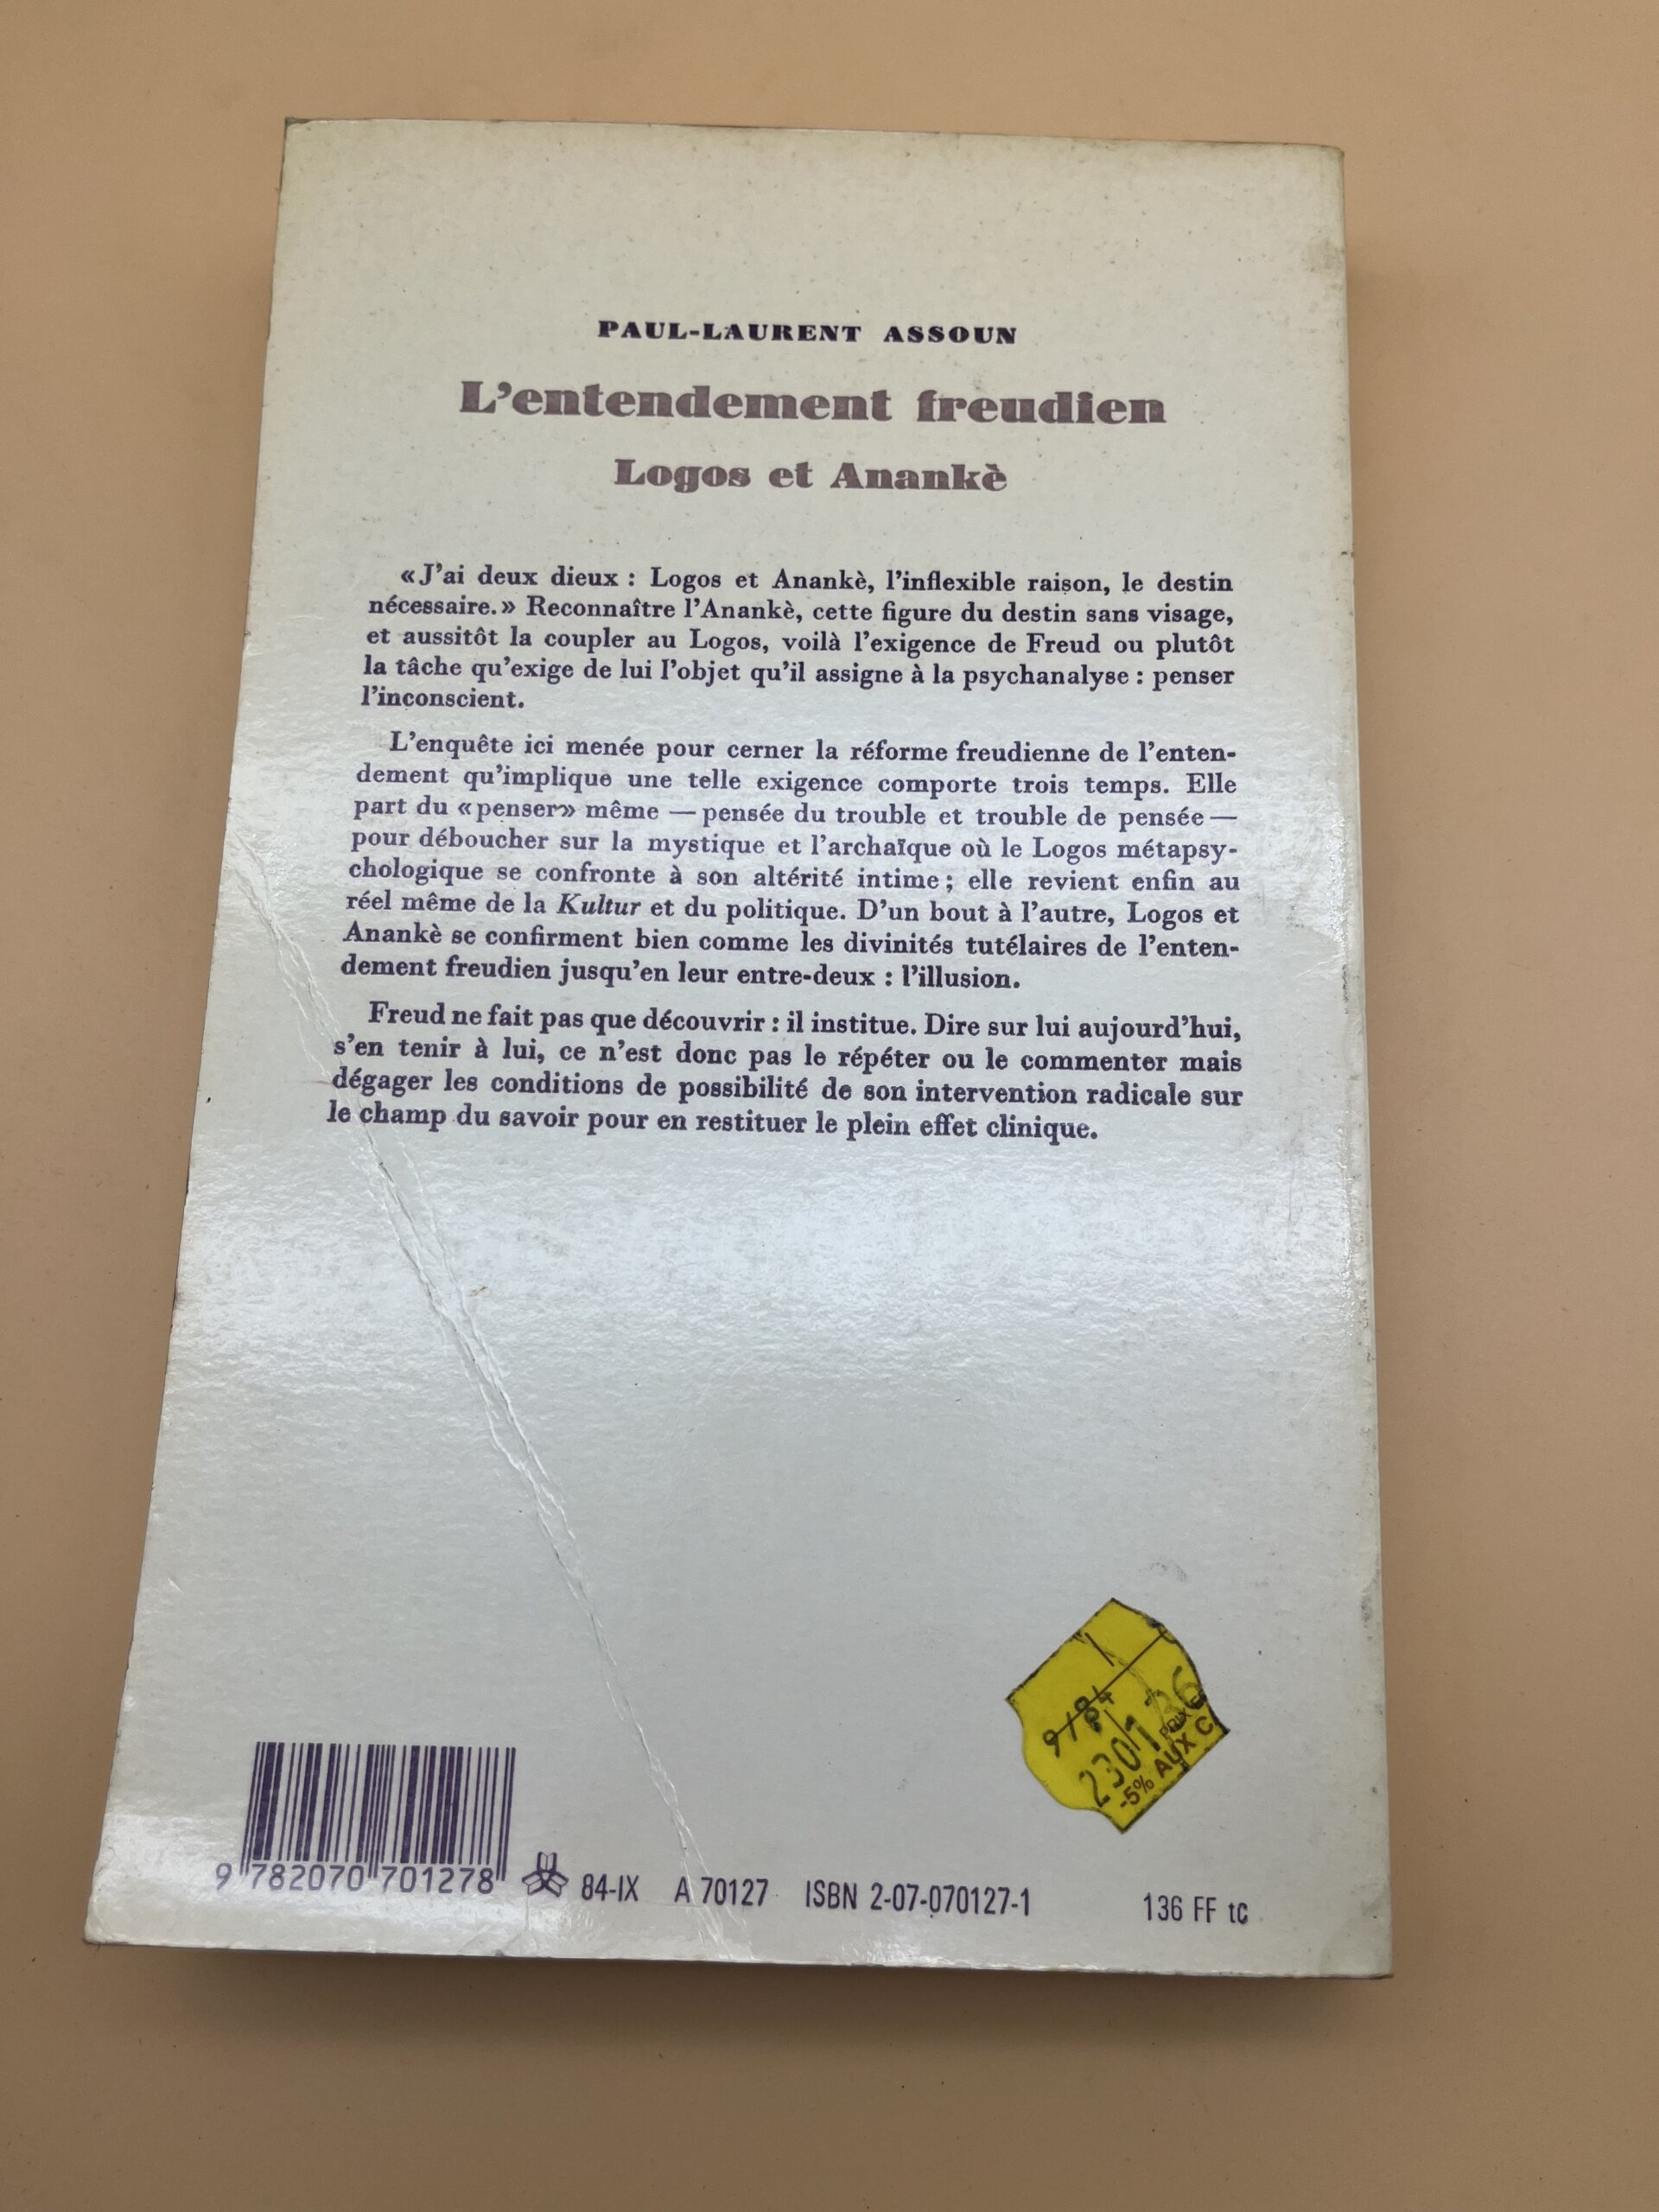 PAUL-LAURENT ASSOUN
L'entendement freudien
Logos et Anankè
«J'ai deux dieux : Logos et Anankè, l'inflexible raison, le destin
nécessaire.» Reconnaître l'Anankè, cette figure du destin sans visage,
et aussitôt la coupler au Logos, voilà l'exigence de Freud ou plutôt
la tâche qu'exige de lui l'objet qu'il assigne à la psychanalyse : penser
l'inconscient.
L'enquête ici menée pour cerner la réforme freudienne de l'enten-
dement qu'implique une telle exigence comporte trois temps. Elle
part du «penser» même — pensée du trouble et trouble de pensée —
pour déboucher sur la mystique et l'archaïque où le Logos métapsy-
chologique se confronte à son altérité intime ; elle revient enfin au
réel même de la Kultur et du politique. D'un bout à l'autre, Logos et
Anankè se confirment bien comme les divinités tutélaires de l'enten-
dement freudien jusqu'en leur entre-deux : l'illusion.
Freud ne fait pas que découvrir : il institue. Dire sur lui aujourd'hui,
s'en tenir à lui, ce n'est donc pas le répéter ou le commenter mais
dégager les conditions de possibilité de son intervention radicale sur
le champ du savoir pour en restituer le plein effet clinique.
9/84
PRIX
-5% AUX C
9 782070 701278
84-IX A 70127 ISBN 2-07-070127-1 136 FF tc